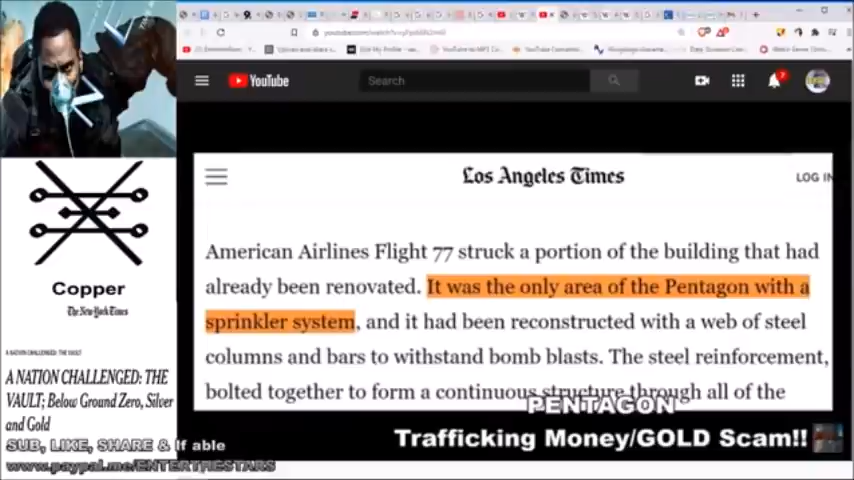 YouTube
Search
Los Angeles Times
LOG IN
American Airlines Flight 77 struck a portion of the building that had
already been renovated. It was the only area of the Pentagon with a
sprinkler system, and it had been reconstructed with a web of steel
columns and bars to withstand bomb blasts. The steel reinforcement,
bolted together to form a continuous structure through all of the
Copper
The New York Times
A NATION CHALLENGED: THE VAULT
A NATION CHALLENGED: THE
VAULT; Below Ground Zero, Silver
and Gold
PENTAGON
Trafficking Money/GOLD Scam!!
SUB, LIKE, SHARE & If able
www.paypal.me/ENTERTHESTARS